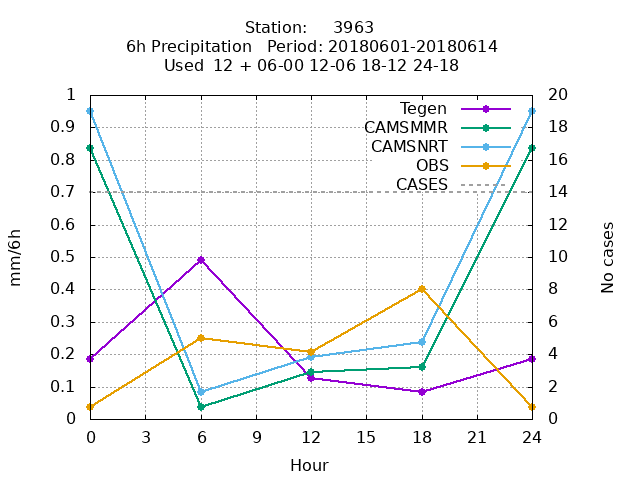 Station: 3963
6h Precipitation Period: 20180601-20180614
Used 12 + 06-00 12-06 18-12 24-18
1 20
Tegen
0.9 CAMSMMR 18
CAMSNRT
0.8 OBS 16
CASES
0.7 14
0.6 12
0.5 10
0.4 8
0.3 6
0.2 4
0.1 2
0 0
0 3 6 9 12 15 18 21 24
Hour
mm/6h
No cases